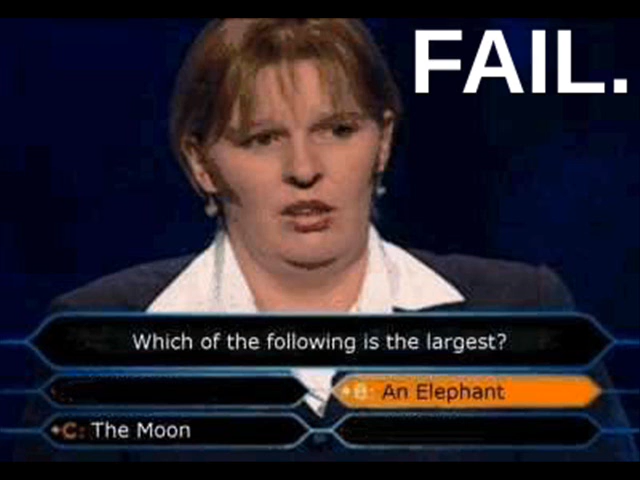 FAIL.
Which of the following is the largest?
B: An Elephant
C: The Moon